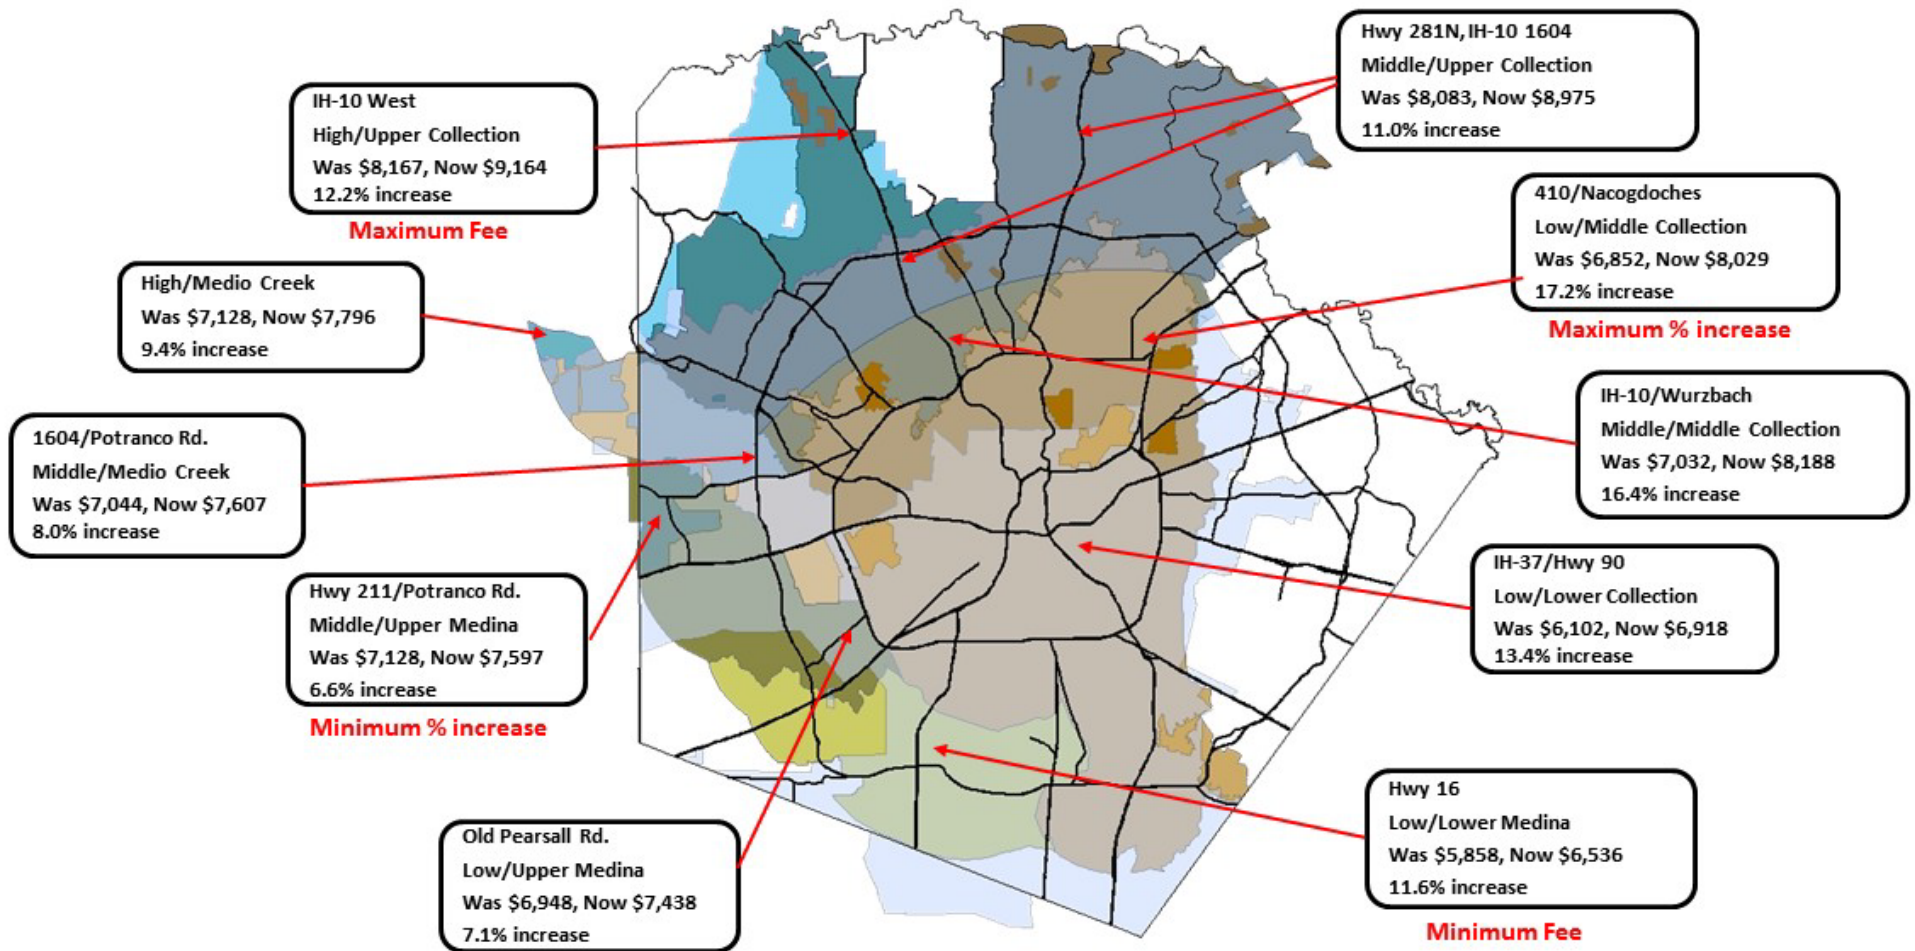 Hwy 281N, IH-10 1604
Middle/Upper Collection
Was $8,083, Now $8,975
11.0% increase
IH-10 West
High/Upper Collection
Was $8,167, Now $9,164
12.2% increase
Maximum Fee
410/Nacogdoches
Low/Middle Collection
Was $6,852, Now $8,029
17.2% increase
Maximum % increase
High/Medio Creek
Was $7,128, Now $7,796
9.4% increase
IH-10/Wurzbach
Middle/Middle Collection
Was $7,032, Now $8,188
16.4% increase
1604/Potranco Rd.
Middle/Medio Creek
Was $7,044, Now $7,607
8.0% increase
IH-37/Hwy 90
Low/Lower Collection
Was $6,102, Now $6,918
13.4% increase
Hwy 211/Potranco Rd.
Middle/Upper Medina
Was $7,128, Now $7,597
6.6% increase
Minimum % increase
Hwy 16
Low/Lower Medina
Was $5,858, Now $6,536
11.6% increase
Minimum Fee
Old Pearsall Rd.
Low/Upper Medina
Was $6,948, Now $7,438
7.1% increase